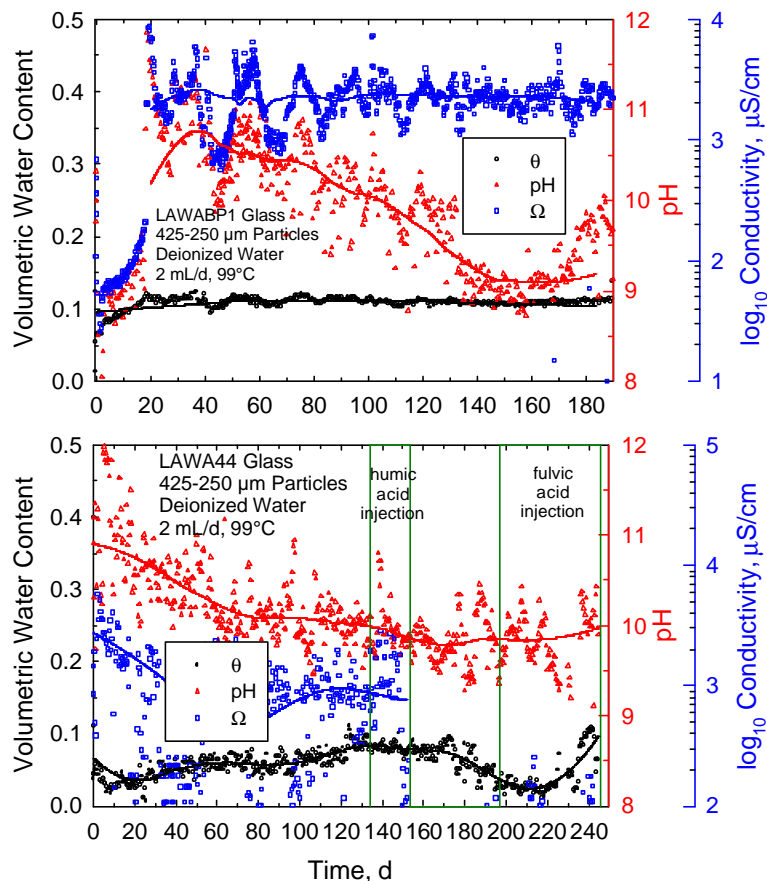 Volumetric Water Content
0.5
0.4
0.3
0.2
0.1
0.0
0 20 40 60 80 100 120 140 160 180
12
11
10
9
8
pH
4
3
2
1
log10 Conductivity, µS/cm
θ
pH
Ω
LAWABP1 Glass
425-250 µm Particles
Deionized Water
2 mL/d, 99°C
Volumetric Water Content
0.5
0.4
0.3
0.2
0.1
0.0
0 20 40 60 80 100 120 140 160 180 200 220 240
Time, d
12
11
10
9
8
pH
5
4
3
2
log10 Conductivity, µS/cm
LAWA44 Glass
425-250 µm Particles
Deionized Water
2 mL/d, 99°C
humic
acid
injection
fulvic
acid
injection
θ
pH
Ω